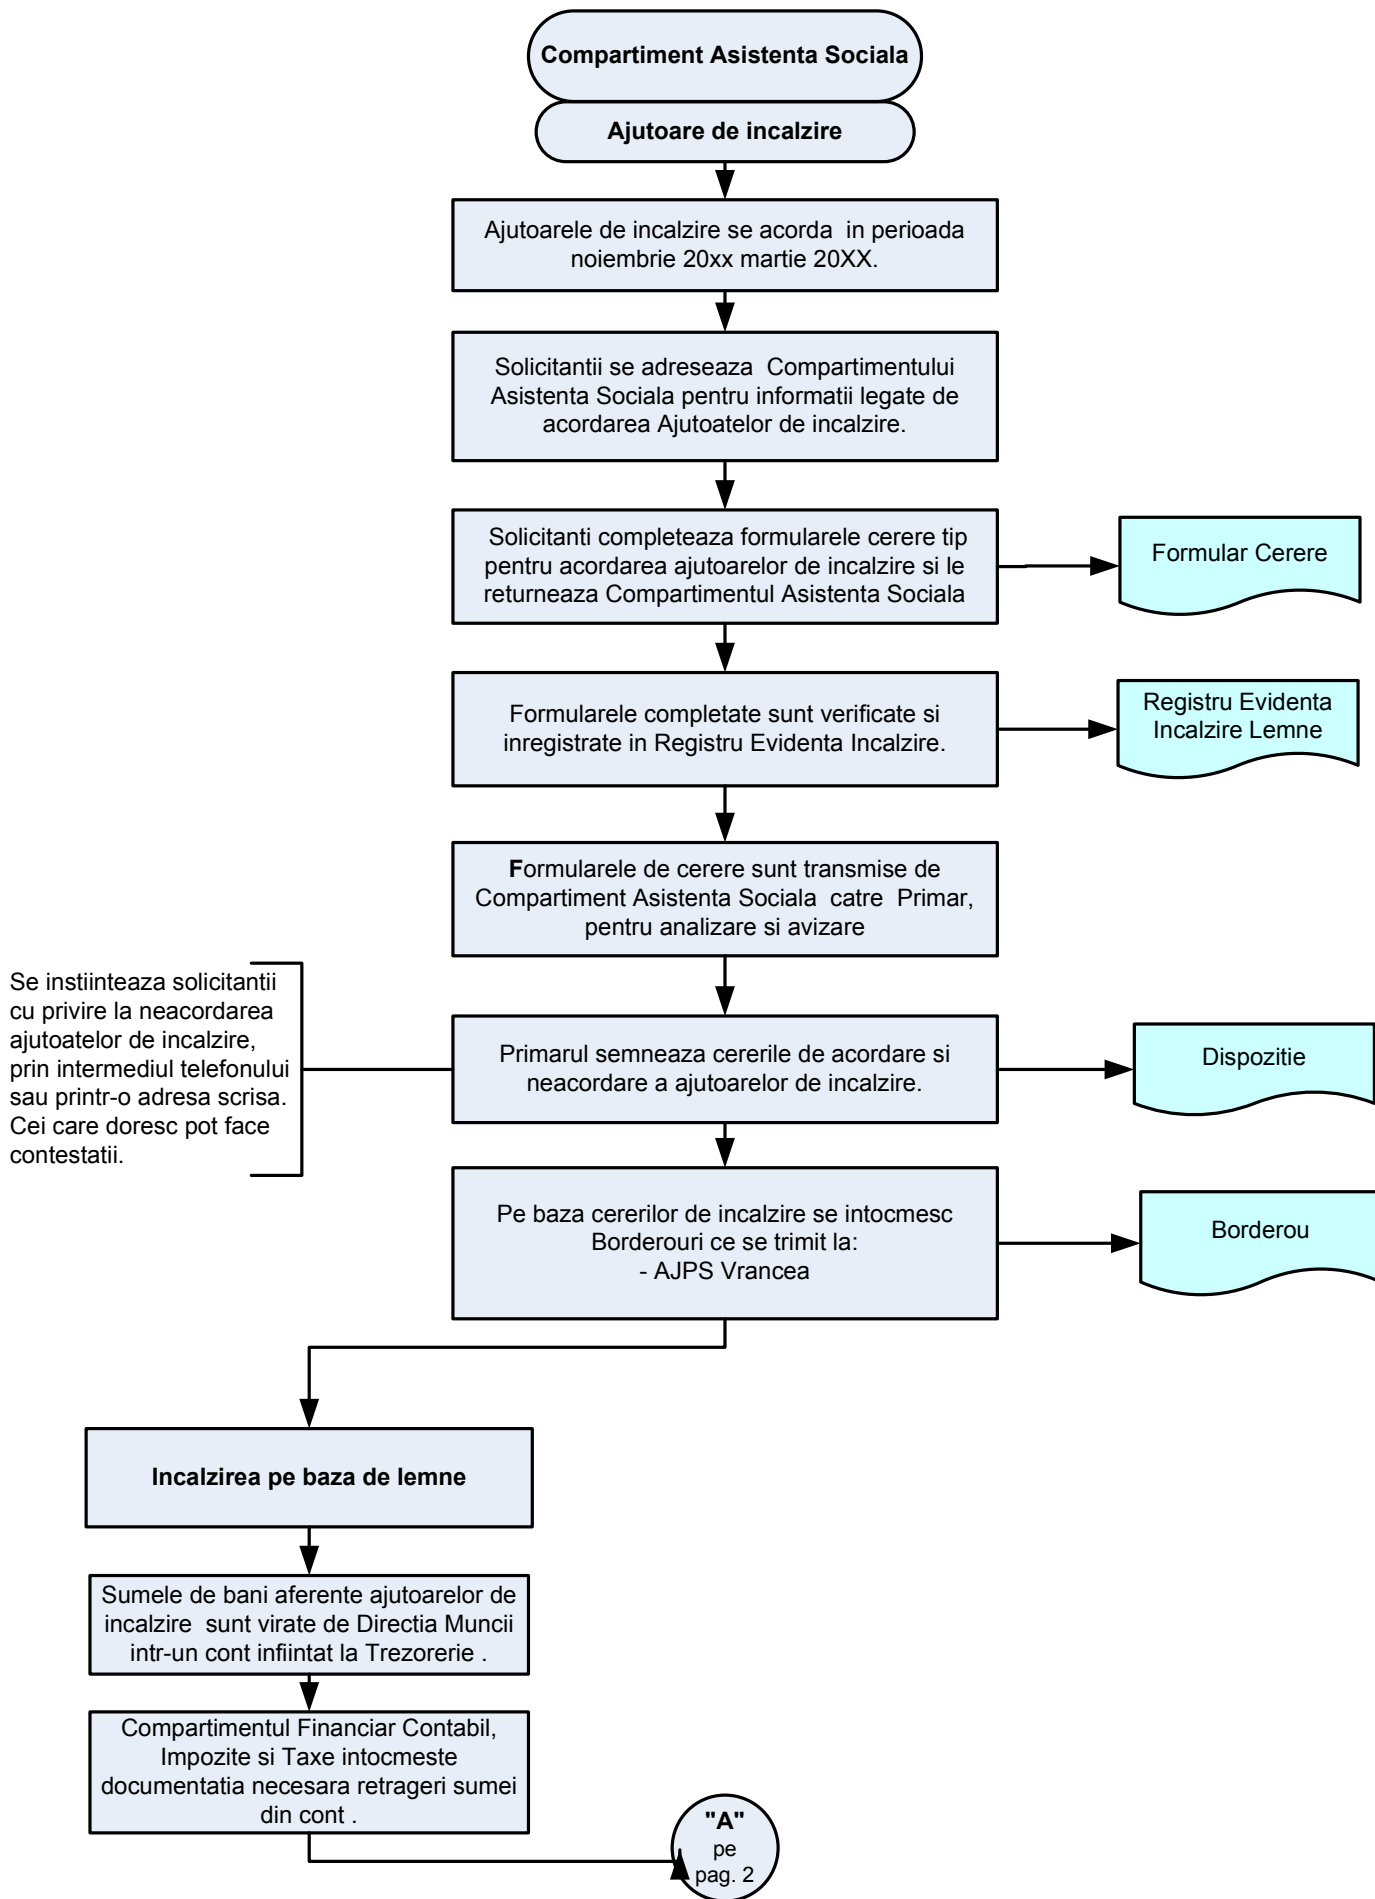 Compartiment Asistenta Sociala
Ajutoare de incalzire
Ajutoarele de incalzire se acorda in perioada
noiembrie 20xx martie 20XX.
Solicitantii se adreseaza Compartimentului
Asistenta Sociala pentru informatii legate de
acordarea Ajutoatelor de incalzire.
Solicitanti completeaza formularele cerere tip
pentru acordarea ajutoarelor de incalzire si le
returneaza Compartimentul Asistenta Sociala
Formular Cerere
Formularele completate sunt verificate si
inregistrate in Registru Evidenta Incalzire.
Registru Evidenta
Incalzire Lemne
Formularele de cerere sunt transmise de
Compartiment Asistenta Sociala catre Primar,
pentru analizare si avizare
Se instiinteaza solicitantii
cu privire la neacordarea
ajutoatelor de incalzire,
prin intermediul telefonului
sau printr-o adresa scrisa.
Cei care doresc pot face
contestatii.
Primarul semneaza cererile de acordare si
neacordare a ajutoarelor de incalzire.
Dispozitie
Pe baza cererilor de incalzire se intocmesc
Borderouri ce se trimit la:
- AJPS Vrancea
Borderou
Incalzirea pe baza de lemne
Sumele de bani aferente ajutoarelor de
incalzire sunt virate de Directia Muncii
intr-un cont infiintat la Trezorerie .
Compartimentul Financiar Contabil,
Impozite si Taxe intocmeste
documentatia necesara retrageri sumei
din cont .
"A"
pe
pag. 2